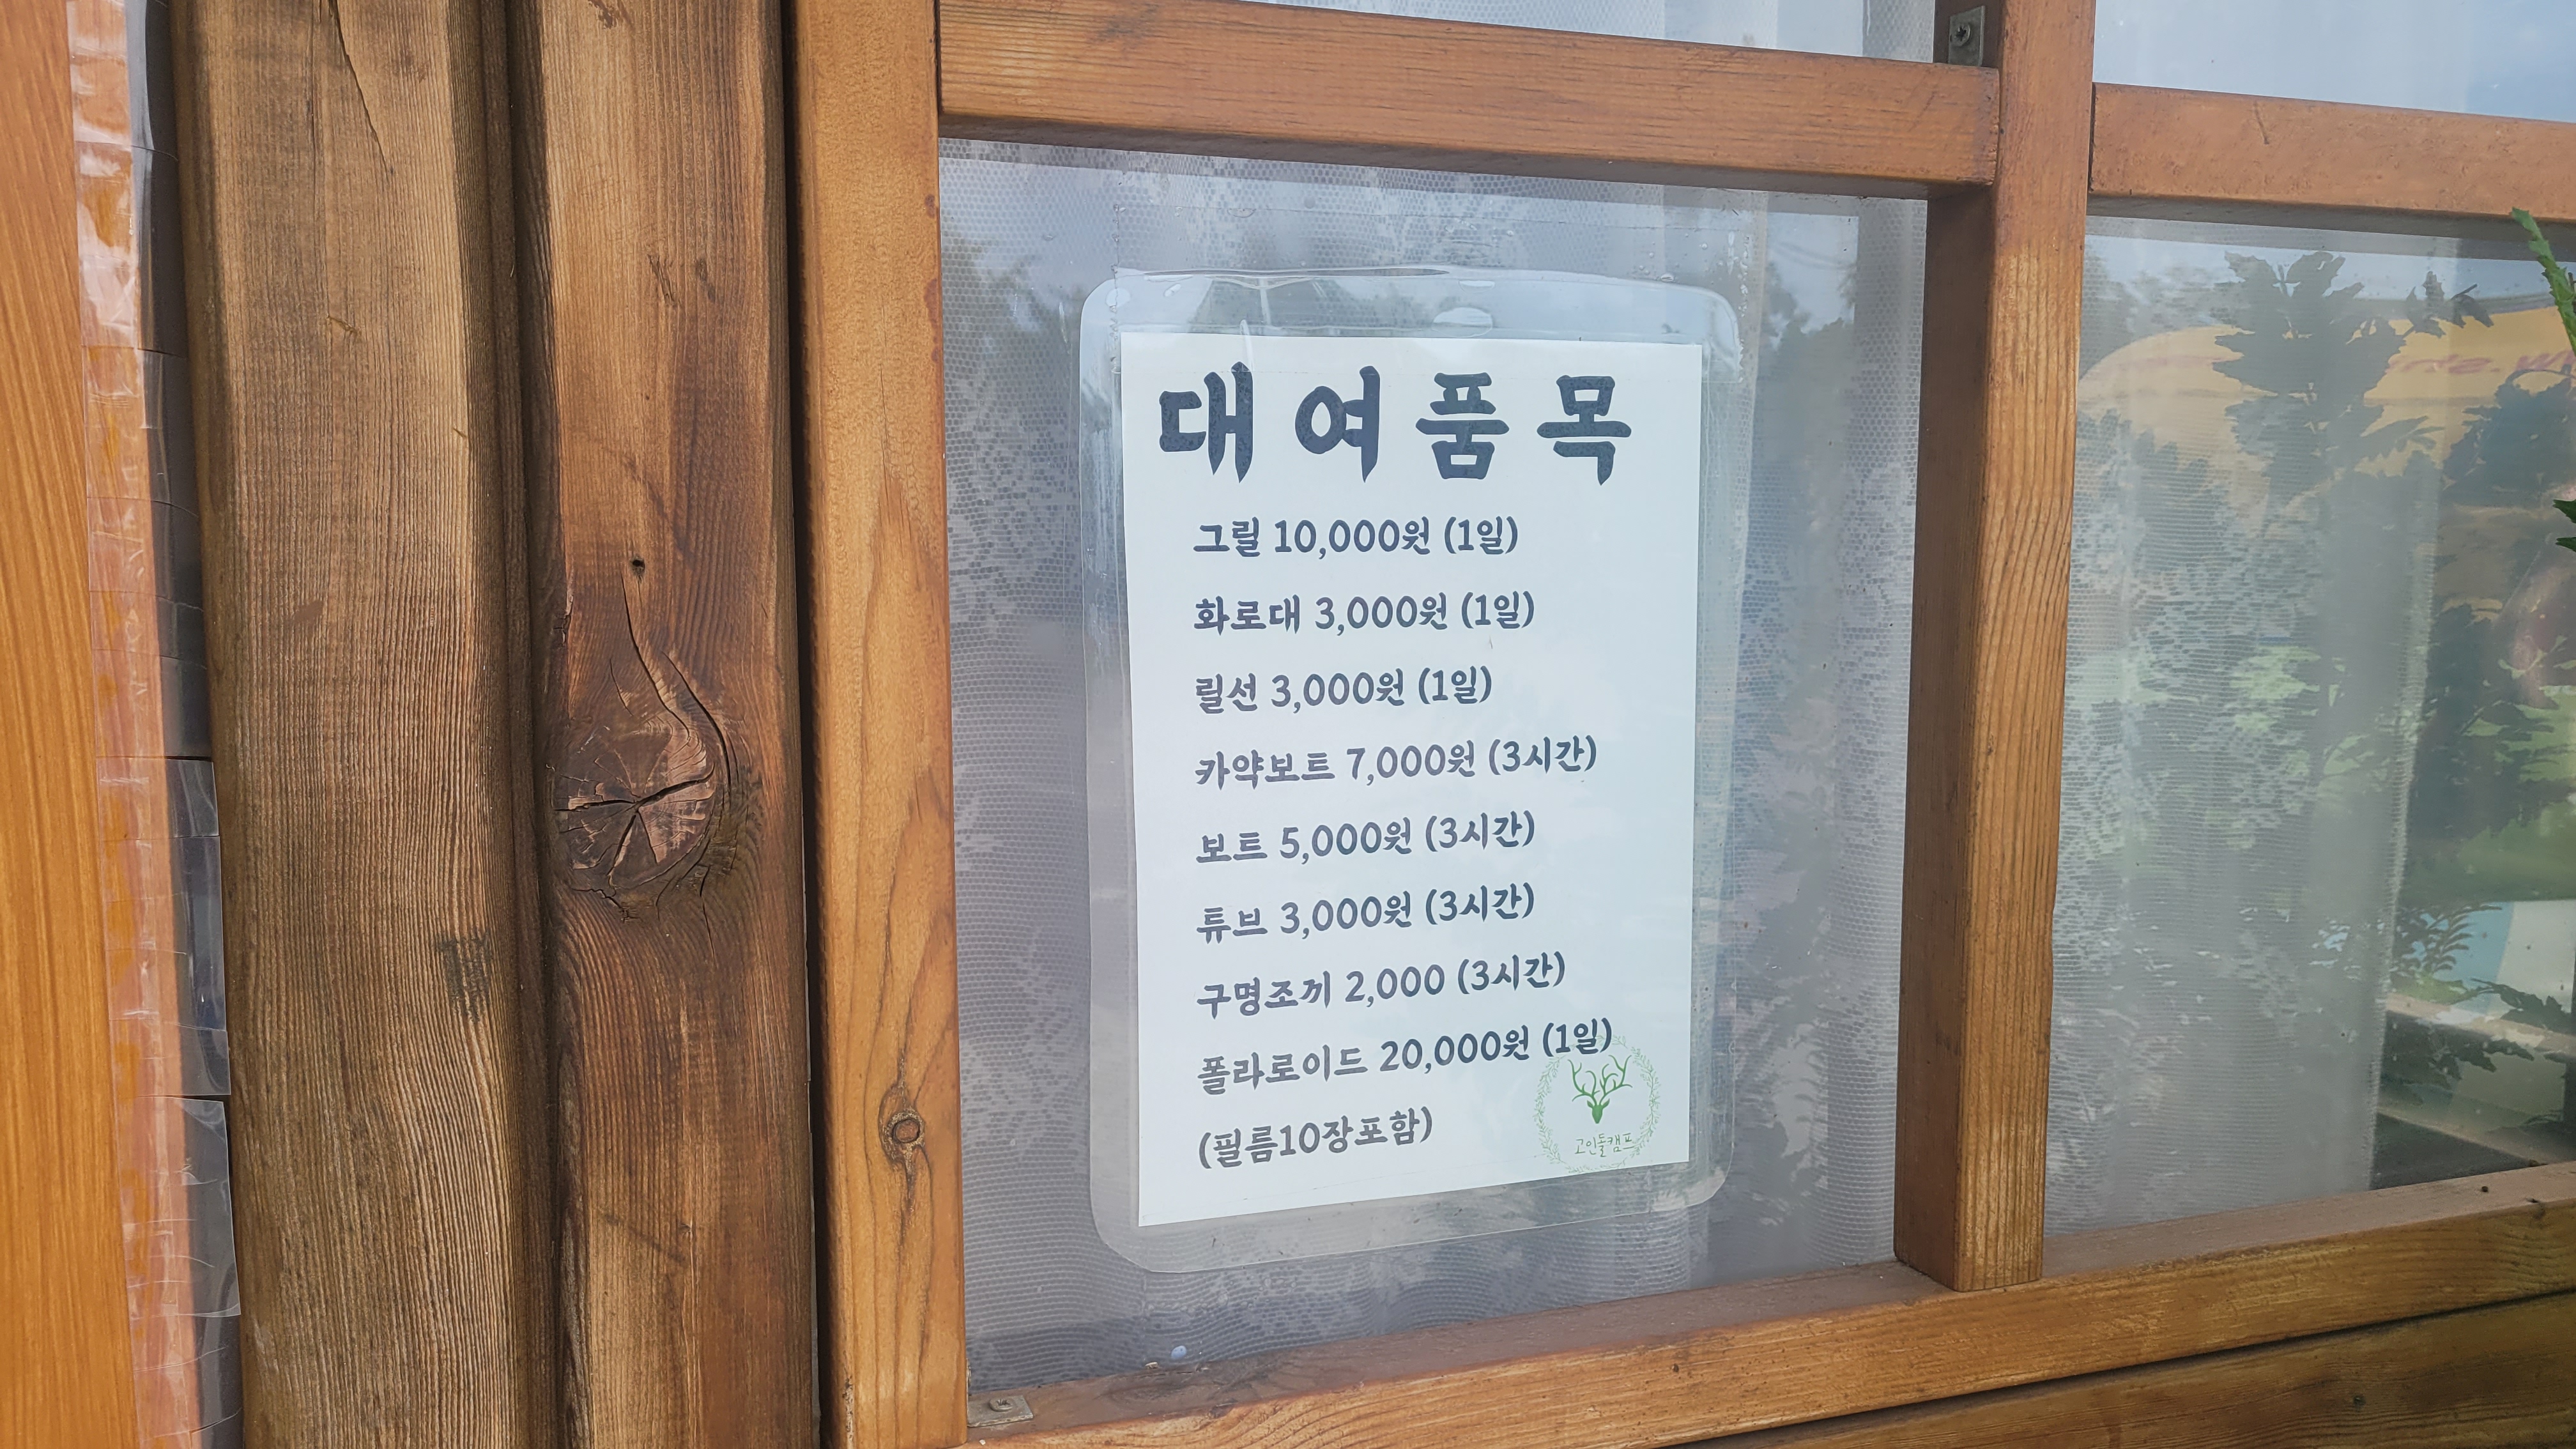 대여품목
그릴 10,000원 (1일)
화로대 3,000원 (1일)
릴선 3,000원 (1일)
카약보트 7,000원 (3시간)
보트 5,000원 (3시간)
튜브 3,000원 (3시간)
구명조끼 2,000 (3시간)
폴라로이드 20,000원 (1일)
(필름10장포함)
고인돌캠프